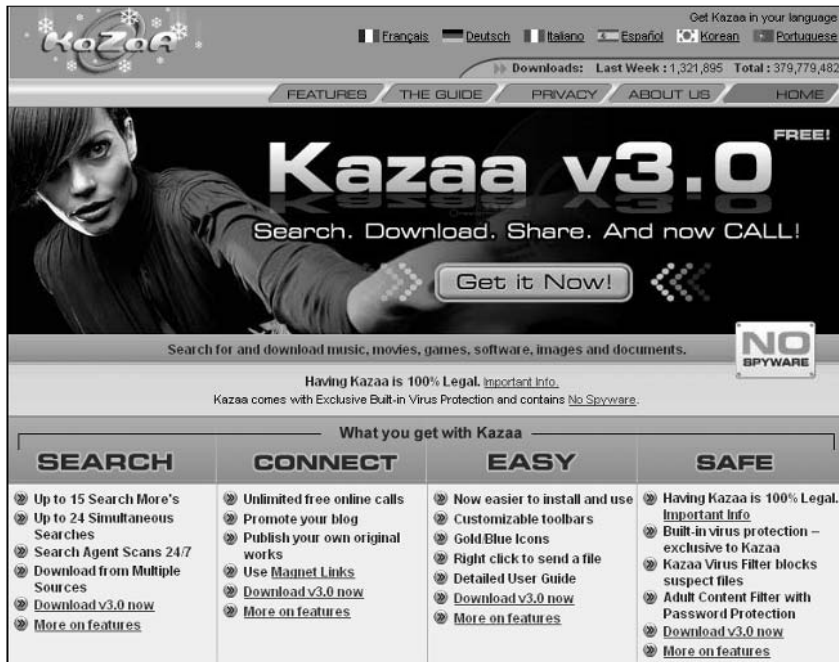 KaZaA
Get Kazaa in your language
Français Deutsch Italiano Español Korean Portuguese
Downloads: Last Week : 1,321,895 Total : 379,779,482
FEATURES THE GUIDE PRIVACY ABOUT US HOME
FREE!
Kazaa v3.0
Search. Download. Share. And now CALL!
Get it Now!
Search for and download music, movies, games, software, images and documents.
NO
SPYWARE
Having Kazaa is 100% Legal. Important Info.
Kazaa comes with Exclusive Built-in Virus Protection and contains No Spyware.
What you get with Kazaa
SEARCH
Up to 15 Search More's
Up to 24 Simultaneous
Searches
Search Agent Scans 24/7
Download from Multiple
Sources
Download v3.0 now
More on features
CONNECT
Unlimited free online calls
Promote your blog
Publish your own original
works
Use Magnet Links
Download v3.0 now
More on features
EASY
Now easier to install and use
Customizable toolbars
Gold/Blue Icons
Right click to send a file
Detailed User Guide
Download v3.0 now
More on features
SAFE
Having Kazaa is 100% Legal.
Important Info
Built-in virus protection –
exclusive to Kazaa
Kazaa Virus Filter blocks
suspect files
Adult Content Filter with
Password Protection
Download v3.0 now
More on features